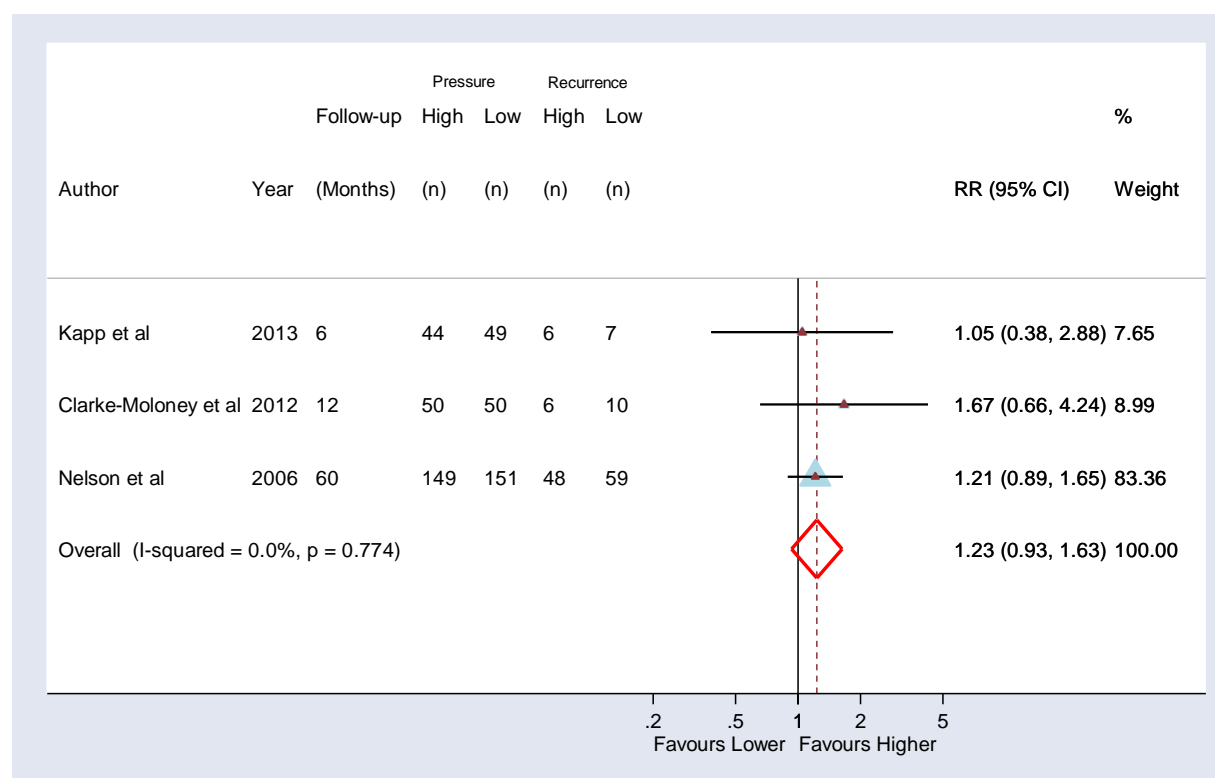 Pressure Recurrence
Follow-up High Low High Low %
Author Year (Months) (n) (n) (n) (n) RR (95% CI) Weight
Kapp et al 2013 6 44 49 6 7 1.05 (0.38, 2.88) 7.65
Clarke-Moloney et al 2012 12 50 50 6 10 1.67 (0.66, 4.24) 8.99
Nelson et al 2006 60 149 151 48 59 1.21 (0.89, 1.65) 83.36
Overall (I-squared = 0.0%, p = 0.774) 1.23 (0.93, 1.63) 100.00
.2 .5 1 2 5
Favours Lower Favours Higher